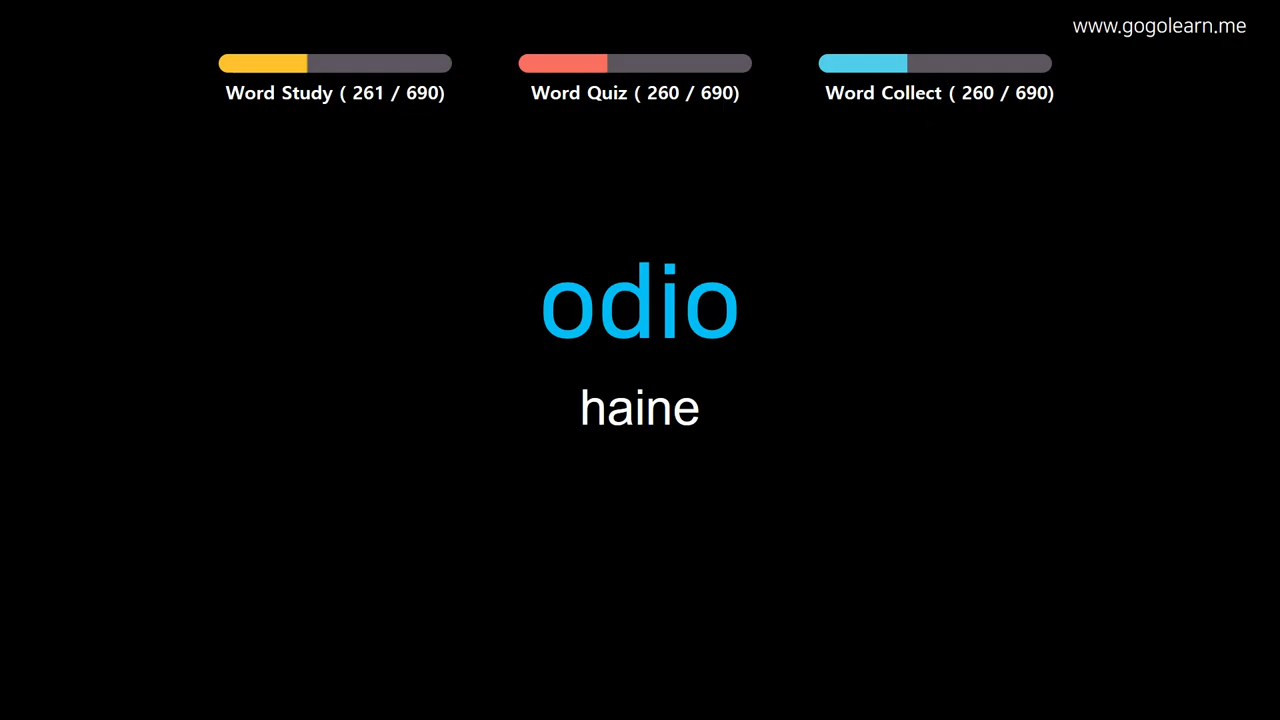 www.gogolearn.me
Word Study ( 261 / 690)
Word Quiz ( 260 / 690)
Word Collect ( 260 / 690)
odio
haine